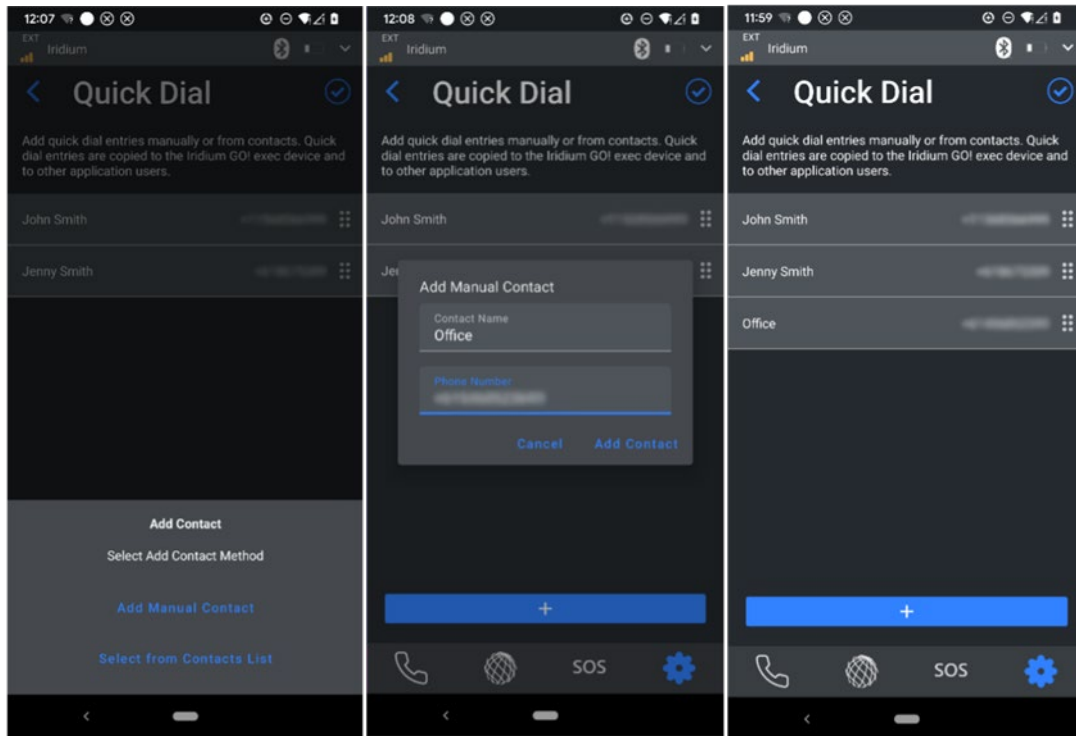 12:07
EXT
Iridium
Quick Dial
Add quick dial entries manually or from contacts. Quick
dial entries are copied to the Iridium GO! exec device and
to other application users.
John Smith
Jenny Smith
Add Contact
Select Add Contact Method
Add Manual Contact
Select from Contacts List
12:08
EXT
Iridium
Quick Dial
Add quick dial entries manually or from contacts. Quick
dial entries are copied to the Iridium GO! exec device and
to other application users.
John Smith
Je
Add Manual Contact
Contact Name
Office
Phone Number
Cancel Add Contact
+
SOS
11:59
EXT
Iridium
Quick Dial
Add quick dial entries manually or from contacts. Quick
dial entries are copied to the Iridium GO! exec device and
to other application users.
John Smith
Jenny Smith
Office
+
SOS